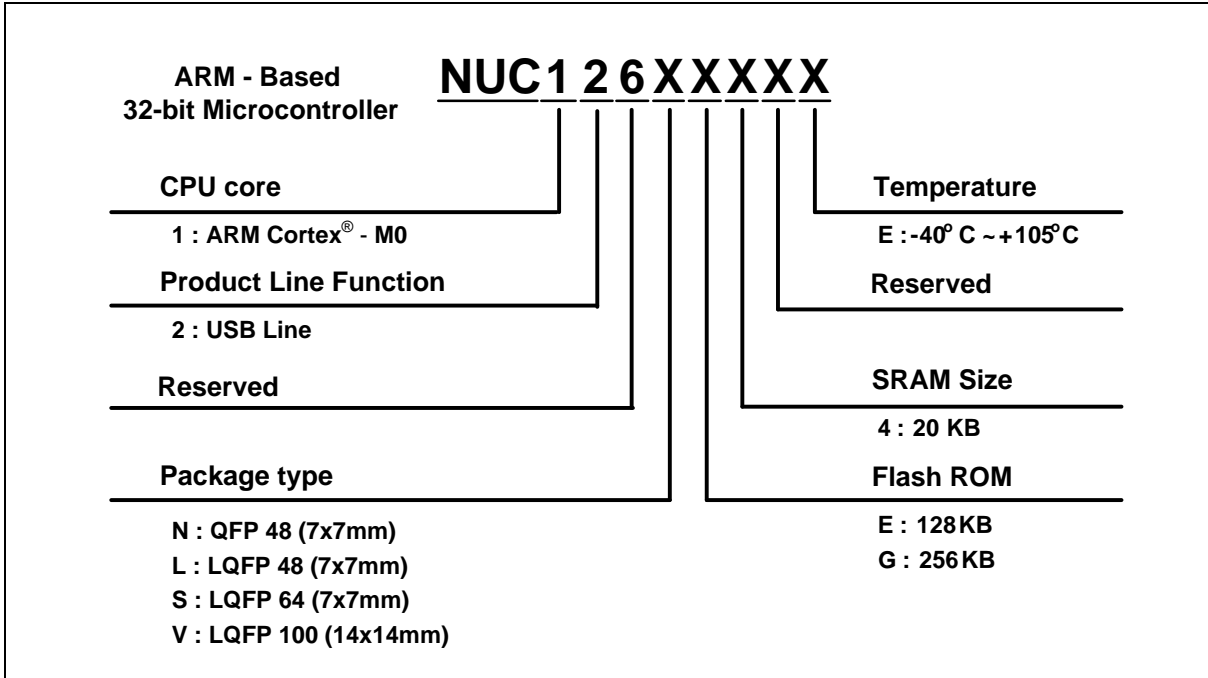 ARM - Based
32-bit Microcontroller
NUC126XXXXX
CPU core
1 : ARM Cortex® - M0
Product Line Function
2 : USB Line
Reserved
Package type
N : QFP 48 (7x7mm)
L : LQFP 48 (7x7mm)
S : LQFP 64 (7x7mm)
V : LQFP 100 (14x14mm)
Temperature
E :-40° C ~+105°C
Reserved
SRAM Size
4 : 20 KB
Flash ROM
E : 128KB
G : 256KB